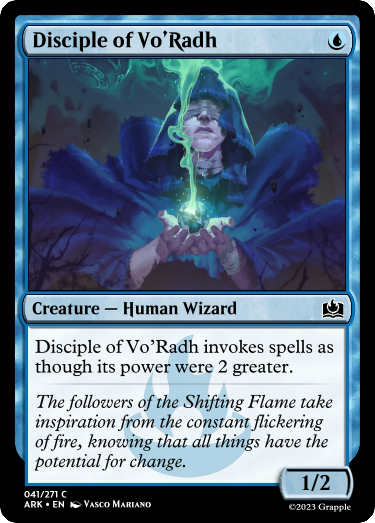 Disciple of Vo'Radh
Creature — Human Wizard
Disciple of Vo'Radh invokes spells as
though its power were 2 greater.
The followers of the Shifting Flame take
inspiration from the constant flickering
of fire, knowing that all things have the
potential for change.
1/2
041/271 C
ARK • EN Vasco Mariano
©2023 Grapple